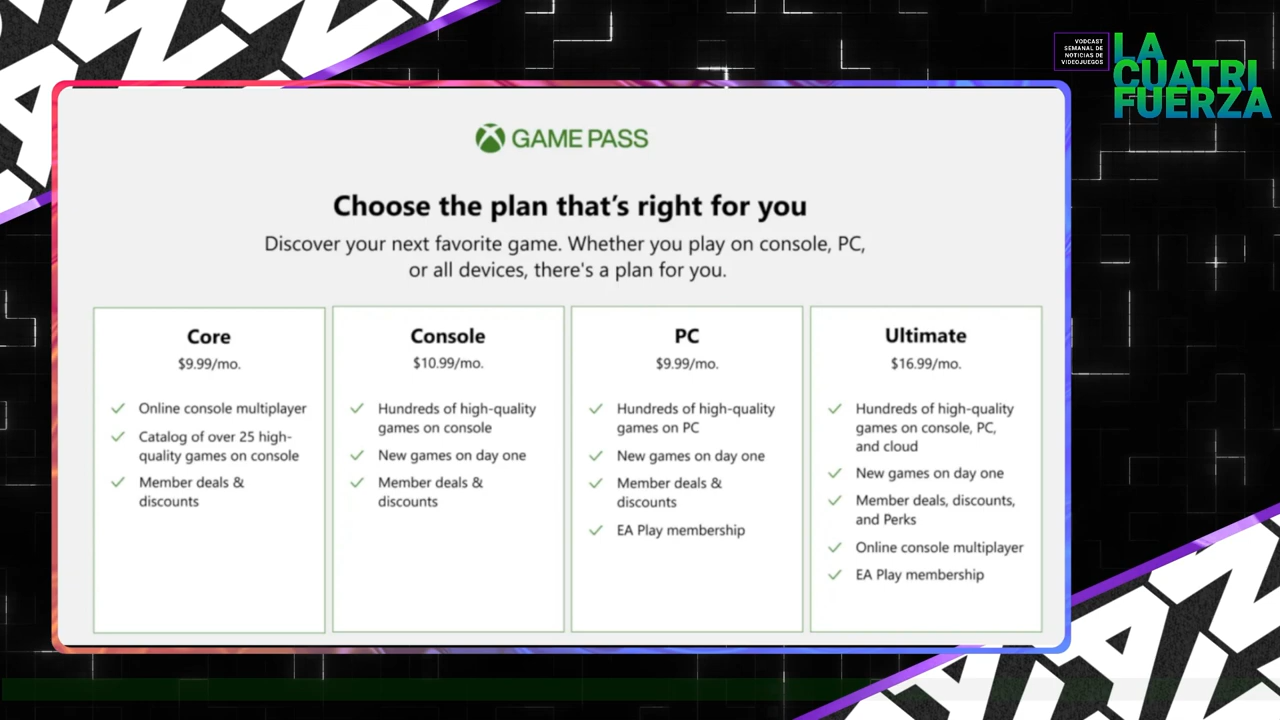 VODCAST
SEMANAL DE
NOTICIAS DE
VIDEOJUEGOS
LA
CUATRI
FUERZA
GAME PASS
Choose the plan that's right for you
Discover your next favorite game. Whether you play on console, PC,
or all devices, there's a plan for you.
Core
$9.99/mo.
Online console multiplayer
Catalog of over 25 high-
quality games on console
Member deals &
discounts
Console
$10.99/mo.
Hundreds of high-quality
games on console
New games on day one
Member deals &
discounts
PC
$9.99/mo.
Hundreds of high-quality
games on PC
New games on day one
Member deals &
discounts
EA Play membership
Ultimate
$16.99/mo.
Hundreds of high-quality
games on console, PC,
and cloud
New games on day one
Member deals, discounts,
and Perks
Online console multiplayer
EA Play membership